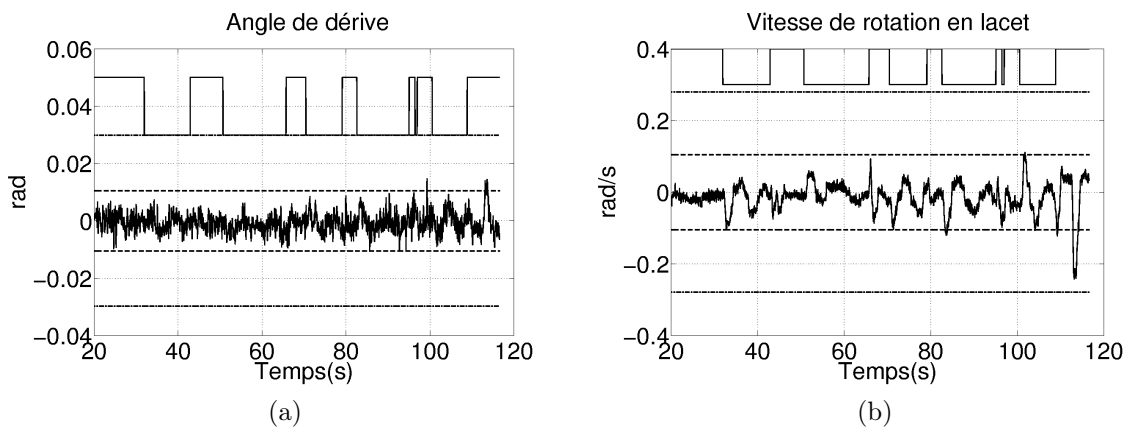 Angle de dérive
0.06
0.04
0.02
0
−0.02
−0.04
rad
20 40 60 80 100 120
Temps(s)
(a)
Vitesse de rotation en lacet
0.4
0.2
0
−0.2
−0.4
rad/s
20 40 60 80 100 120
Temps(s)
(b)